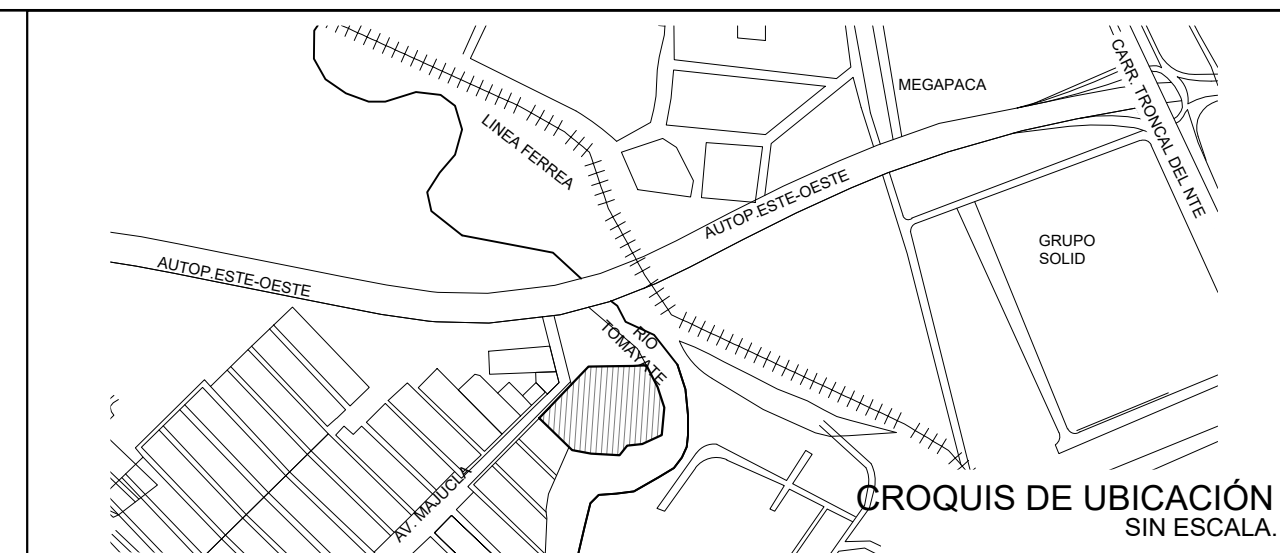 CARR. TRONCAL DEL NTE
MEGAPACA
LINEA FERREA
AUTOP.ESTE-OESTE
GRUPO
SOLID
AUTOP.ESTE-OESTE
RIO
TOMAYATE
AV. MAJUCLA
CROQUIS DE UBICACIÓN
SIN ESCALA.